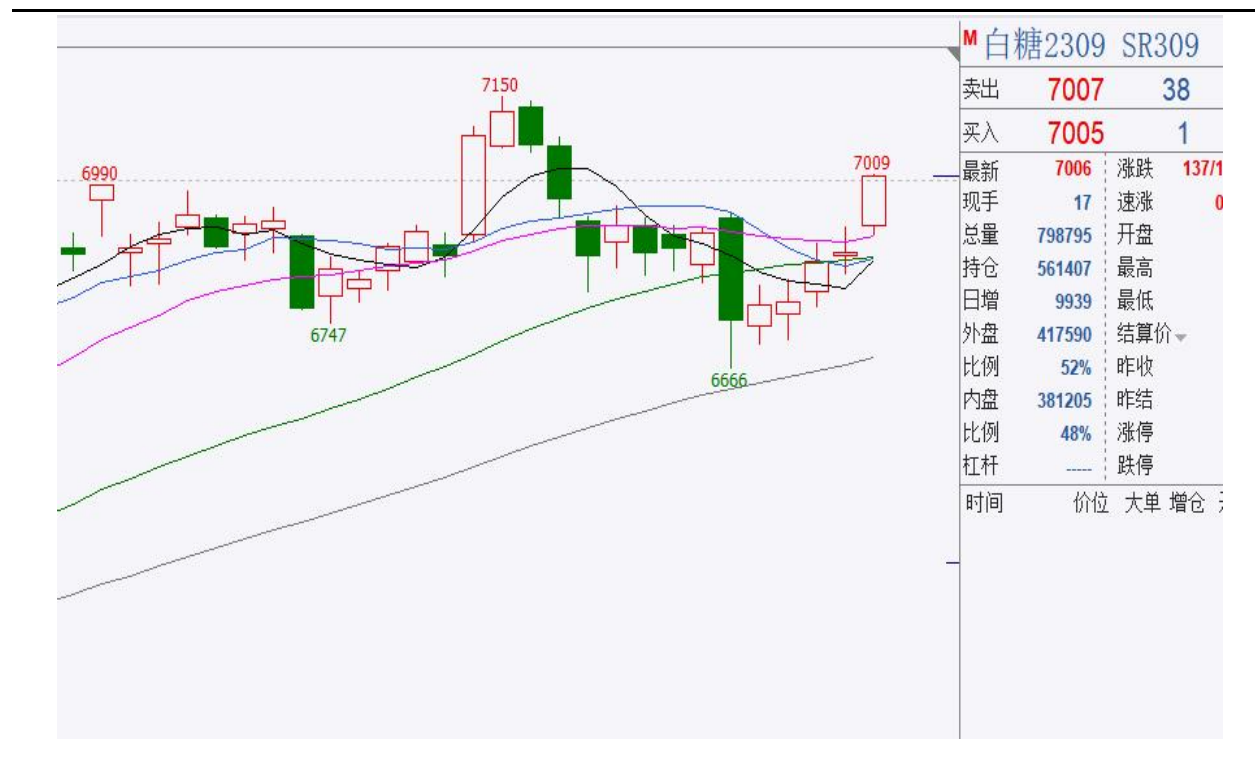 7150
6990
7009
6747
6666
M 白糖2309 SR309
卖出 7007 38
买入 7005 1
最新 7006 涨跌 137/1
现手 17 速涨 0
总量 798795 开盘
持仓 561407 最高
日增 9939 最低
外盘 417590 结算价
比例 52% 昨收
内盘 381205 昨结
比例 48% 涨停
杠杆 ----- 跌停
时间 价位 大单 增仓